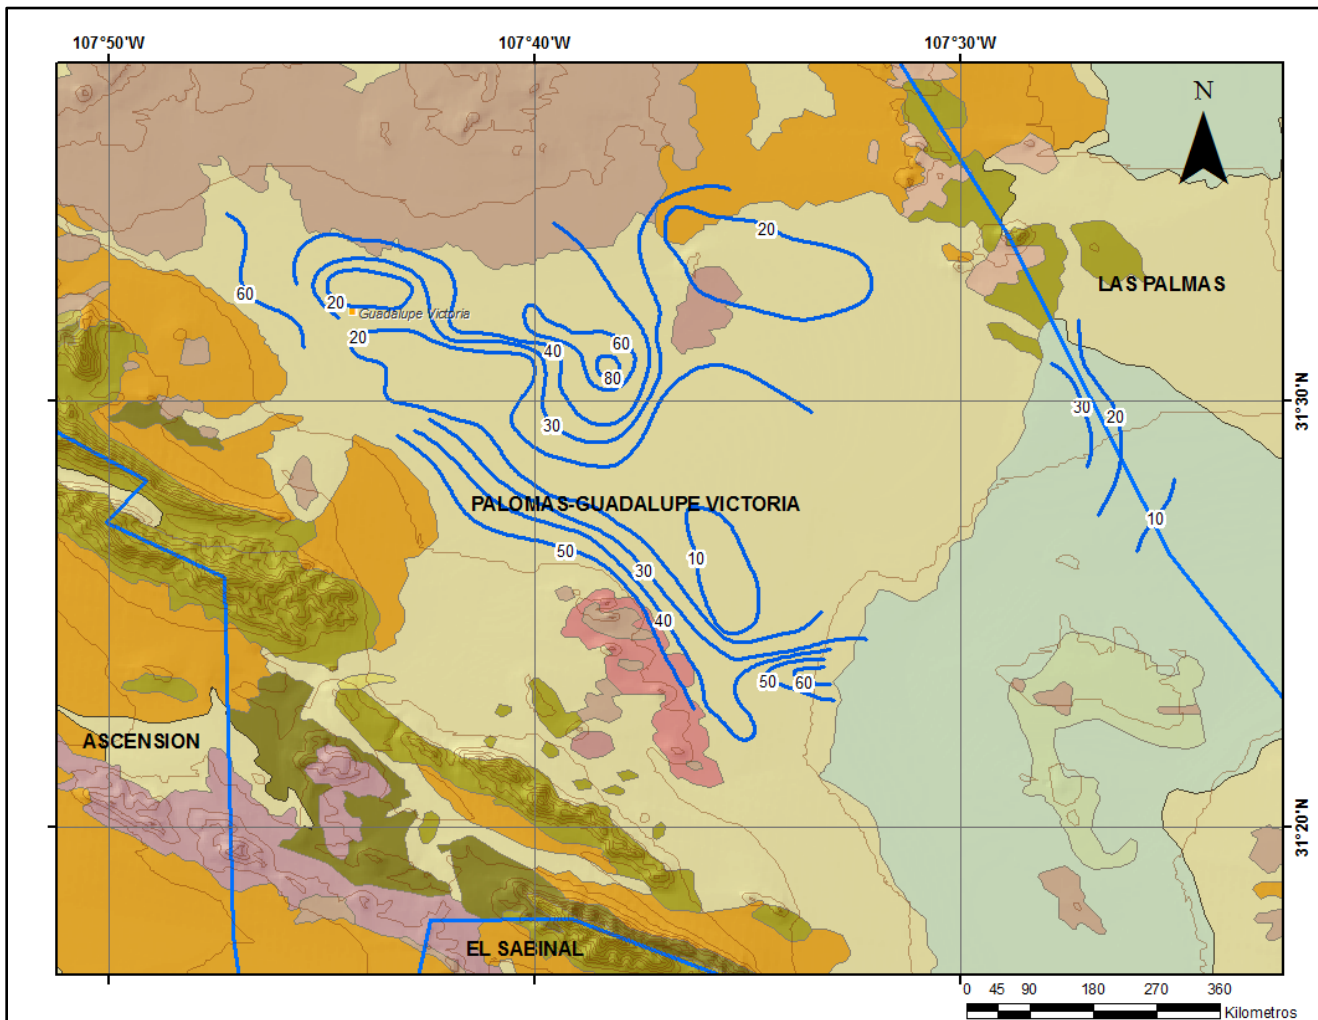 107°50'W 107°40'W 107°30'W
N
20
LAS PALMAS
60
20
Guadalupe Victoria
20
60
40
80
30
20
30
31°30'N
30
PALOMAS-GUADALUPE VICTORIA
10
50
10
30
40
50
60
ASCENSION
31°20'N
EL SABINAL
0 45 90 180 270 360
Kilometros